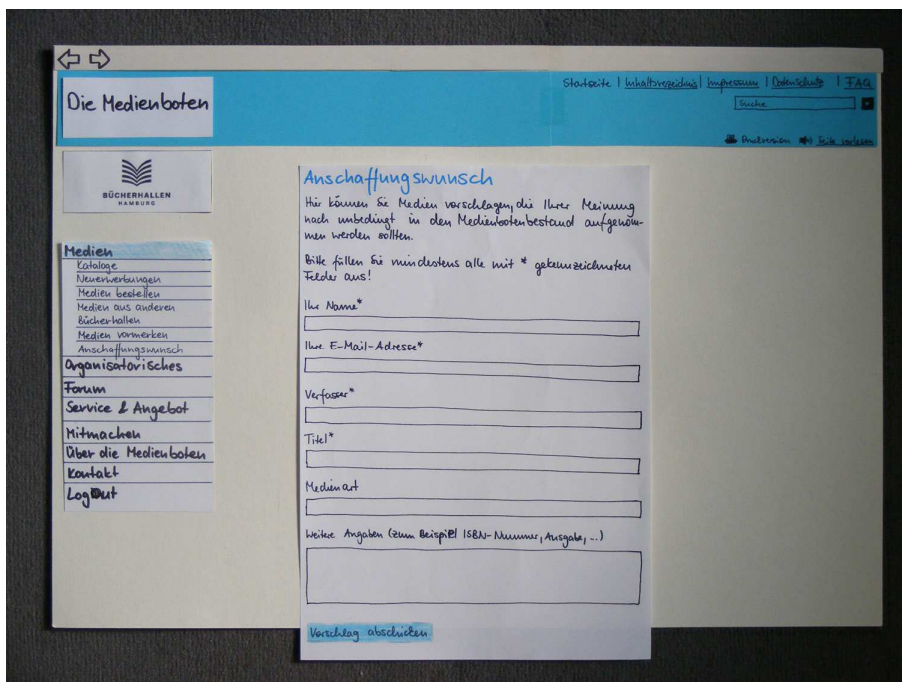 Die Medienboten
Startseite | Inhaltsverzeichnis | Impressum | Datenschutz | FAQ
Suche
Druckversion Seite vorlesen
BÜCHERHALLEN
HAMBURG
Medien
Kataloge
Neuerwerbungen
Medien bestellen
Medien aus anderen
Bücherhallen
Medien vormerken
Anschaffungswunsch
Organisatorisches
Forum
Service & Angebot
Mitmachen
Über die Medienboten
Kontakt
LogOut
Anschaffungswunsch
Hier können Sie Medien vorschlagen, die Ihrer Meinung
nach unbedingt in den Medienbotenbestand aufgenom-
men werden sollten.
Bitte füllen Sie mindestens alle mit * gekennzeichneten
Felder aus!
Ihr Name*
Ihre E-Mail-Adresse*
Verfasser*
Titel*
Medienart
Weitere Angaben (zum Beispiel ISBN-Nummer, Ausgabe, ...)
Vorschlag abschicken